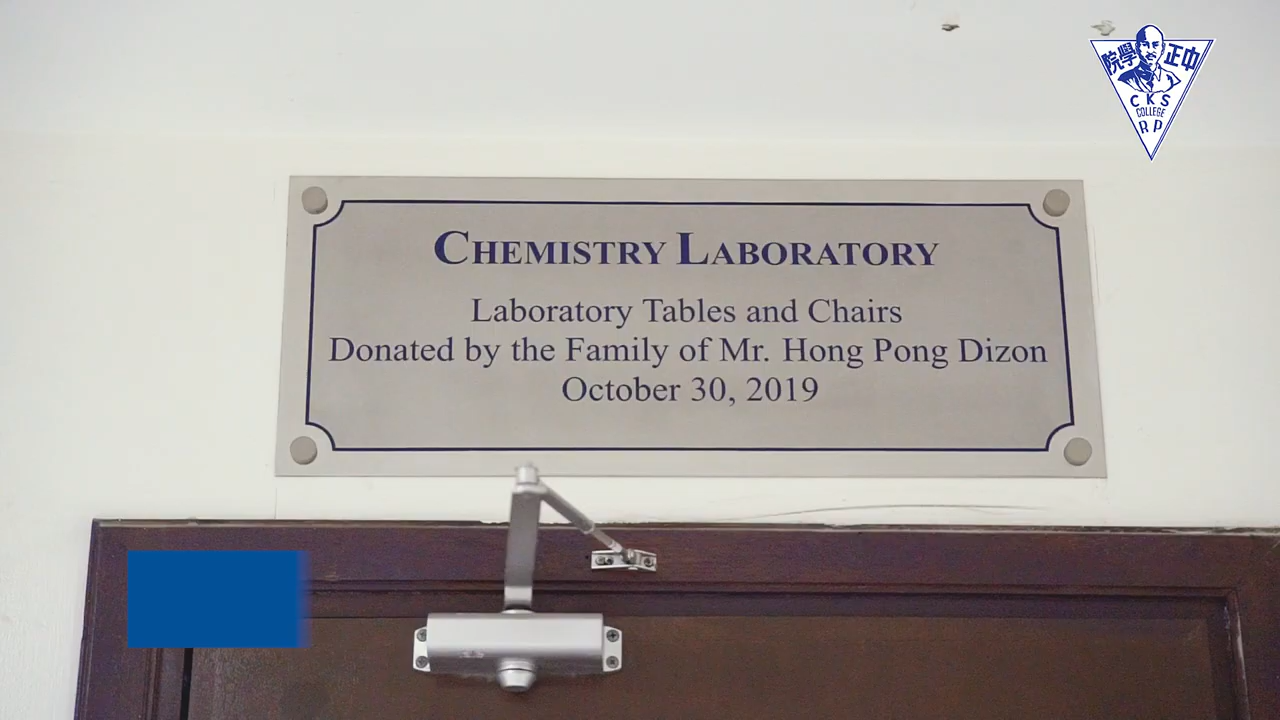 院學 正中
CKS
COLLEGE
RP
CHEMISTRY LABORATORY
Laboratory Tables and Chairs
Donated by the Family of Mr. Hong Pong Dizon
October 30, 2019